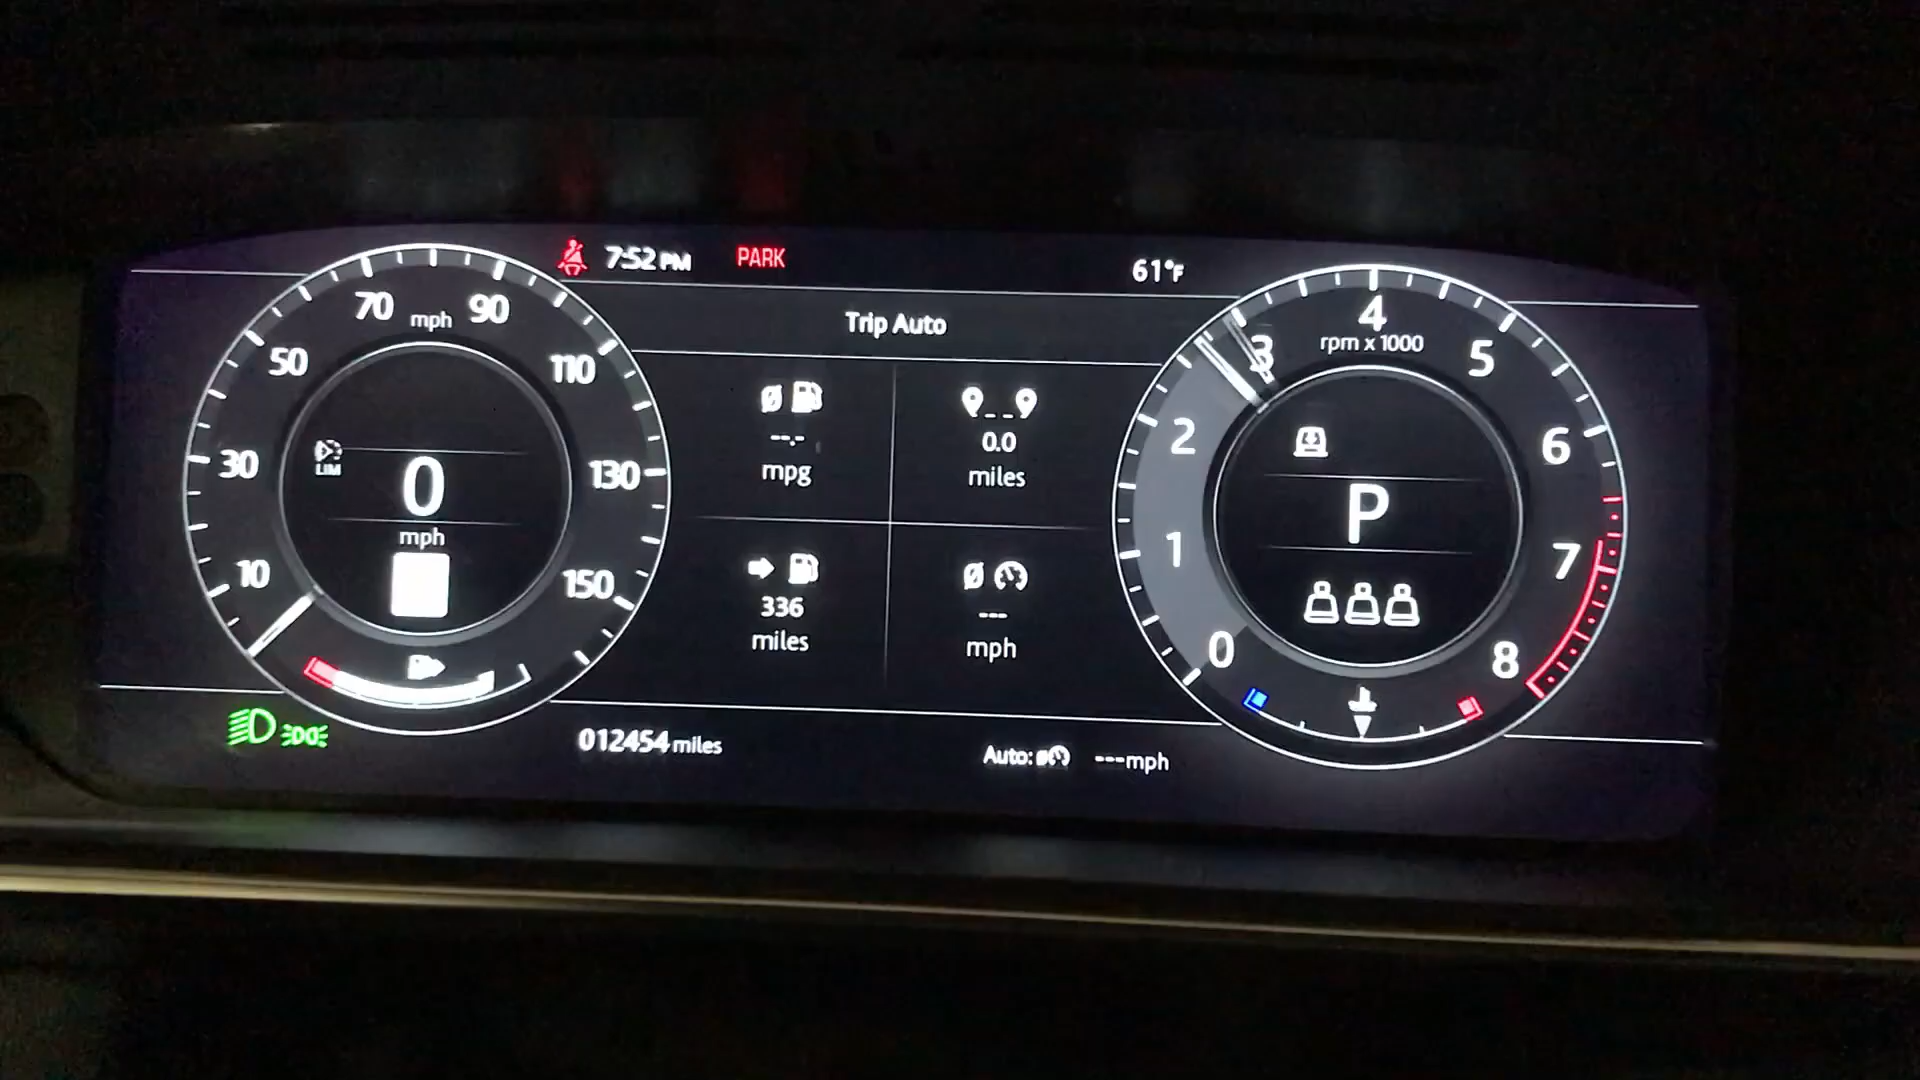 7:52 PM PARK 61°F
Trip Auto
70 mph 90
50 110
30 130
10 150
LIM
0
mph
--.-
mpg
0.0
miles
336
miles
---
mph
4
rpm x 1000
3 5
2 6
1 7
0 8
P
012454 miles
Auto: ---mph